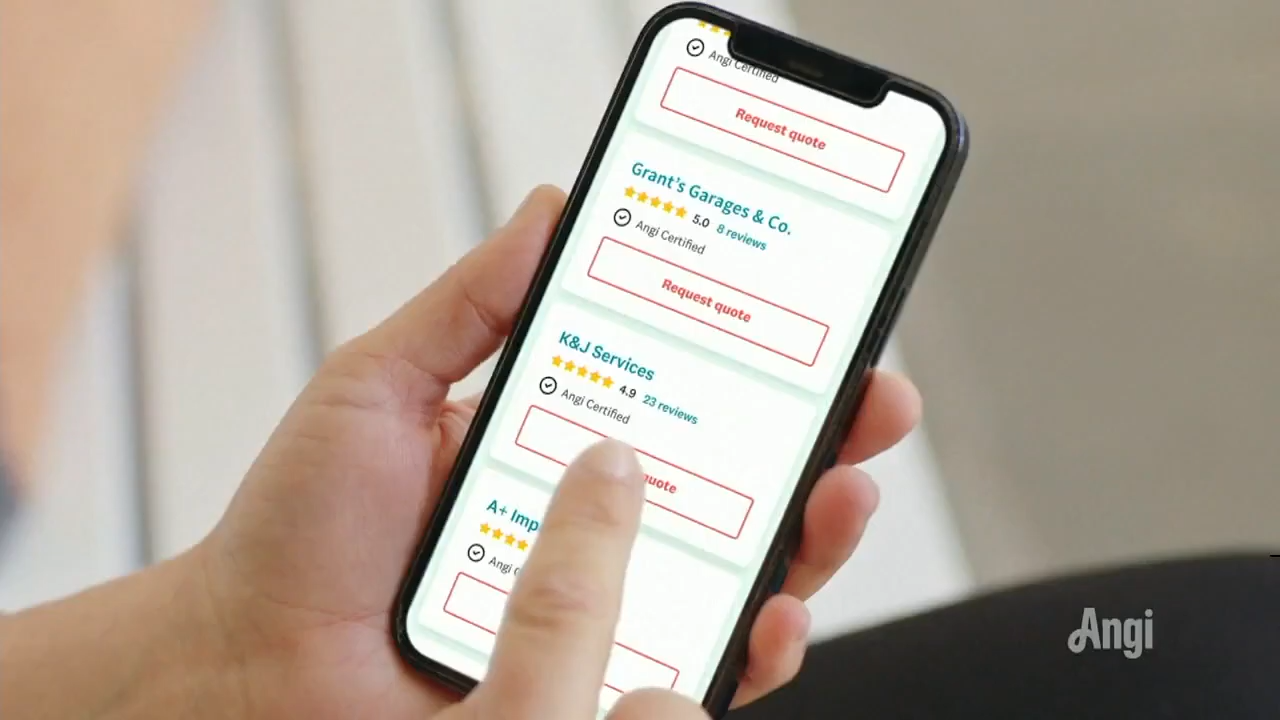 Angi Certified
Request quote
Grant's Garages & Co.
5.0 8 reviews
Angi Certified
Request quote
K&J Services
4.9 23 reviews
Angi Certified
quote
A+ Imp
Angi
Angi